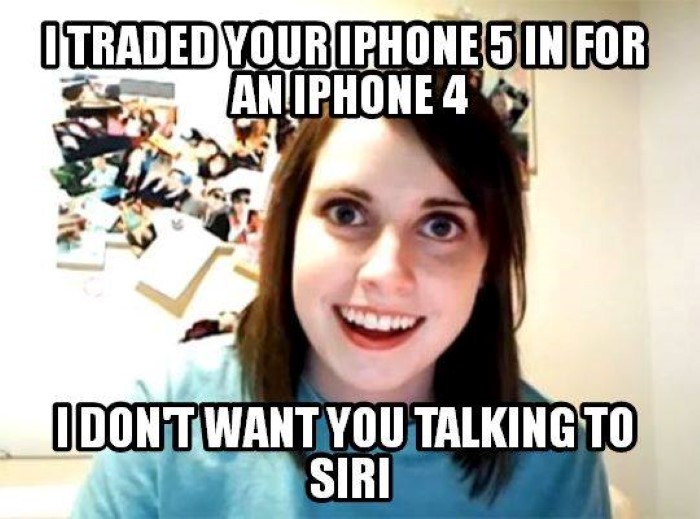 I TRADED YOUR IPHONE 5 IN FOR
AN IPHONE 4
I DON'T WANT YOU TALKING TO
SIRI